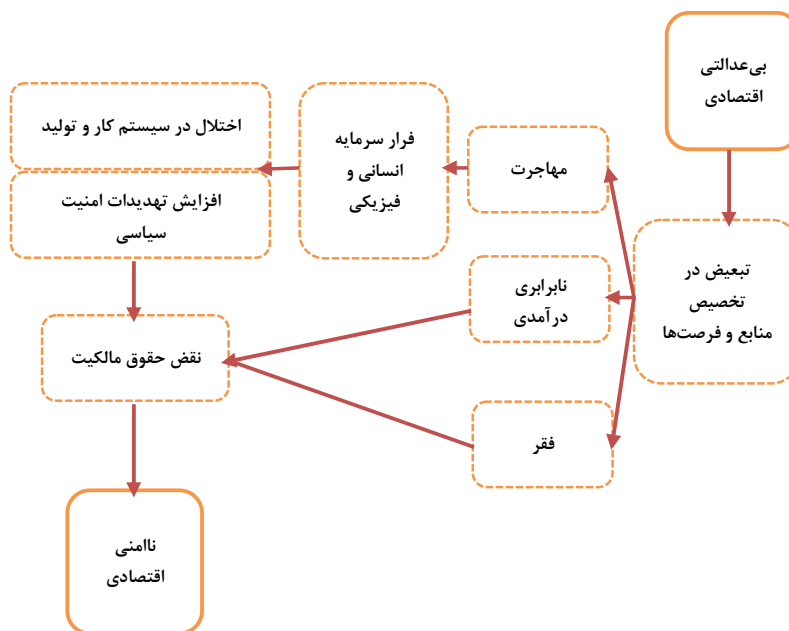 بی‌عدالتی
اقتصادی
تبعیض در
تخصیص
منابع و فرصت‌ها
مهاجرت
نابرابری
درآمدی
فقر
فرار سرمایه
انسانی و
فیزیکی
اختلال در سیستم کار و تولید
افزایش تهدیدات امنیت
سیاسی
نقض حقوق مالکیت
ناامنی
اقتصادی